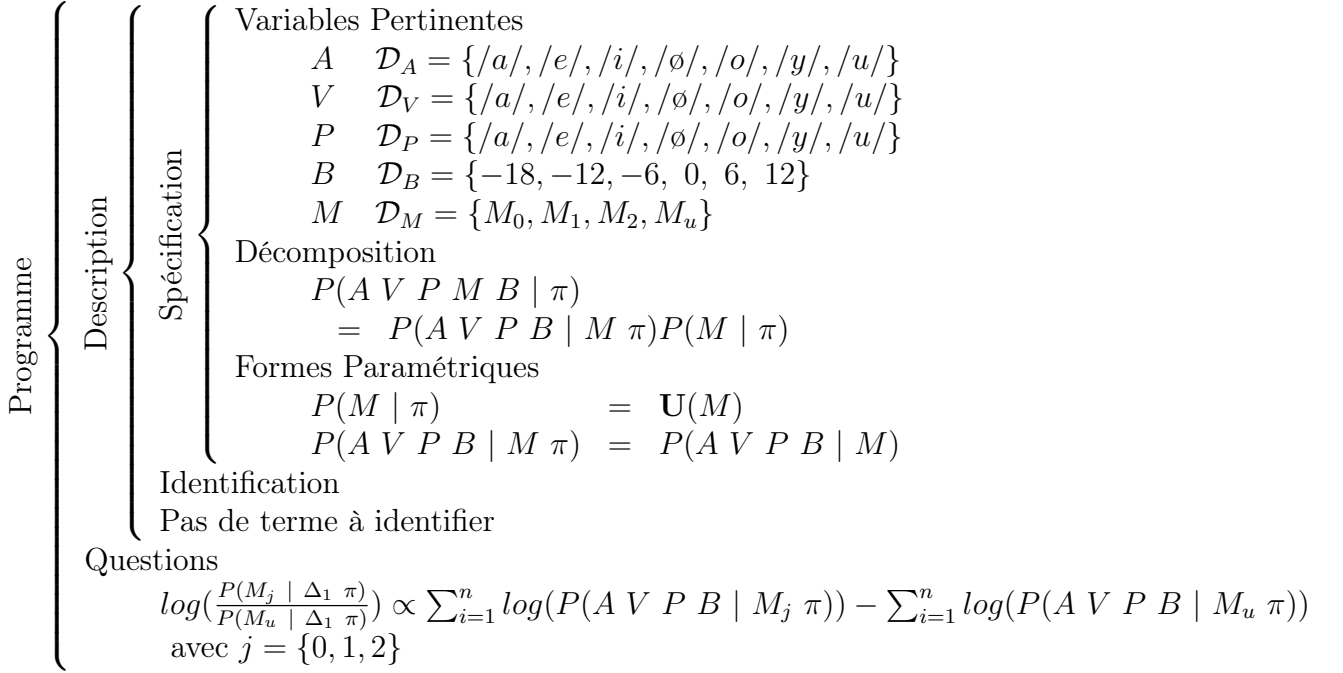 Programme
Description
Spécification
Variables Pertinentes
A 𝒟_A = {/a/, /e/, /i/, /ø/, /o/, /y/, /u/}
V 𝒟_V = {/a/, /e/, /i/, /ø/, /o/, /y/, /u/}
P 𝒟_P = {/a/, /e/, /i/, /ø/, /o/, /y/, /u/}
B 𝒟_B = {−18, −12, −6, 0, 6, 12}
M 𝒟_M = {M_0, M_1, M_2, M_u}
Décomposition
P(A V P M B | π)
= P(A V P B | M π)P(M | π)
Formes Paramétriques
P(M | π) = U(M)
P(A V P B | M π) = P(A V P B | M)
Identification
Pas de terme à identifier
Questions
log(\frac{P(M_j | Δ_1 π)}{P(M_u | Δ_1 π)}) ∝ ∑_{i=1}^{n} log(P(A V P B | M_j π)) − ∑_{i=1}^{n} log(P(A V P B | M_u π))
avec j = {0, 1, 2}